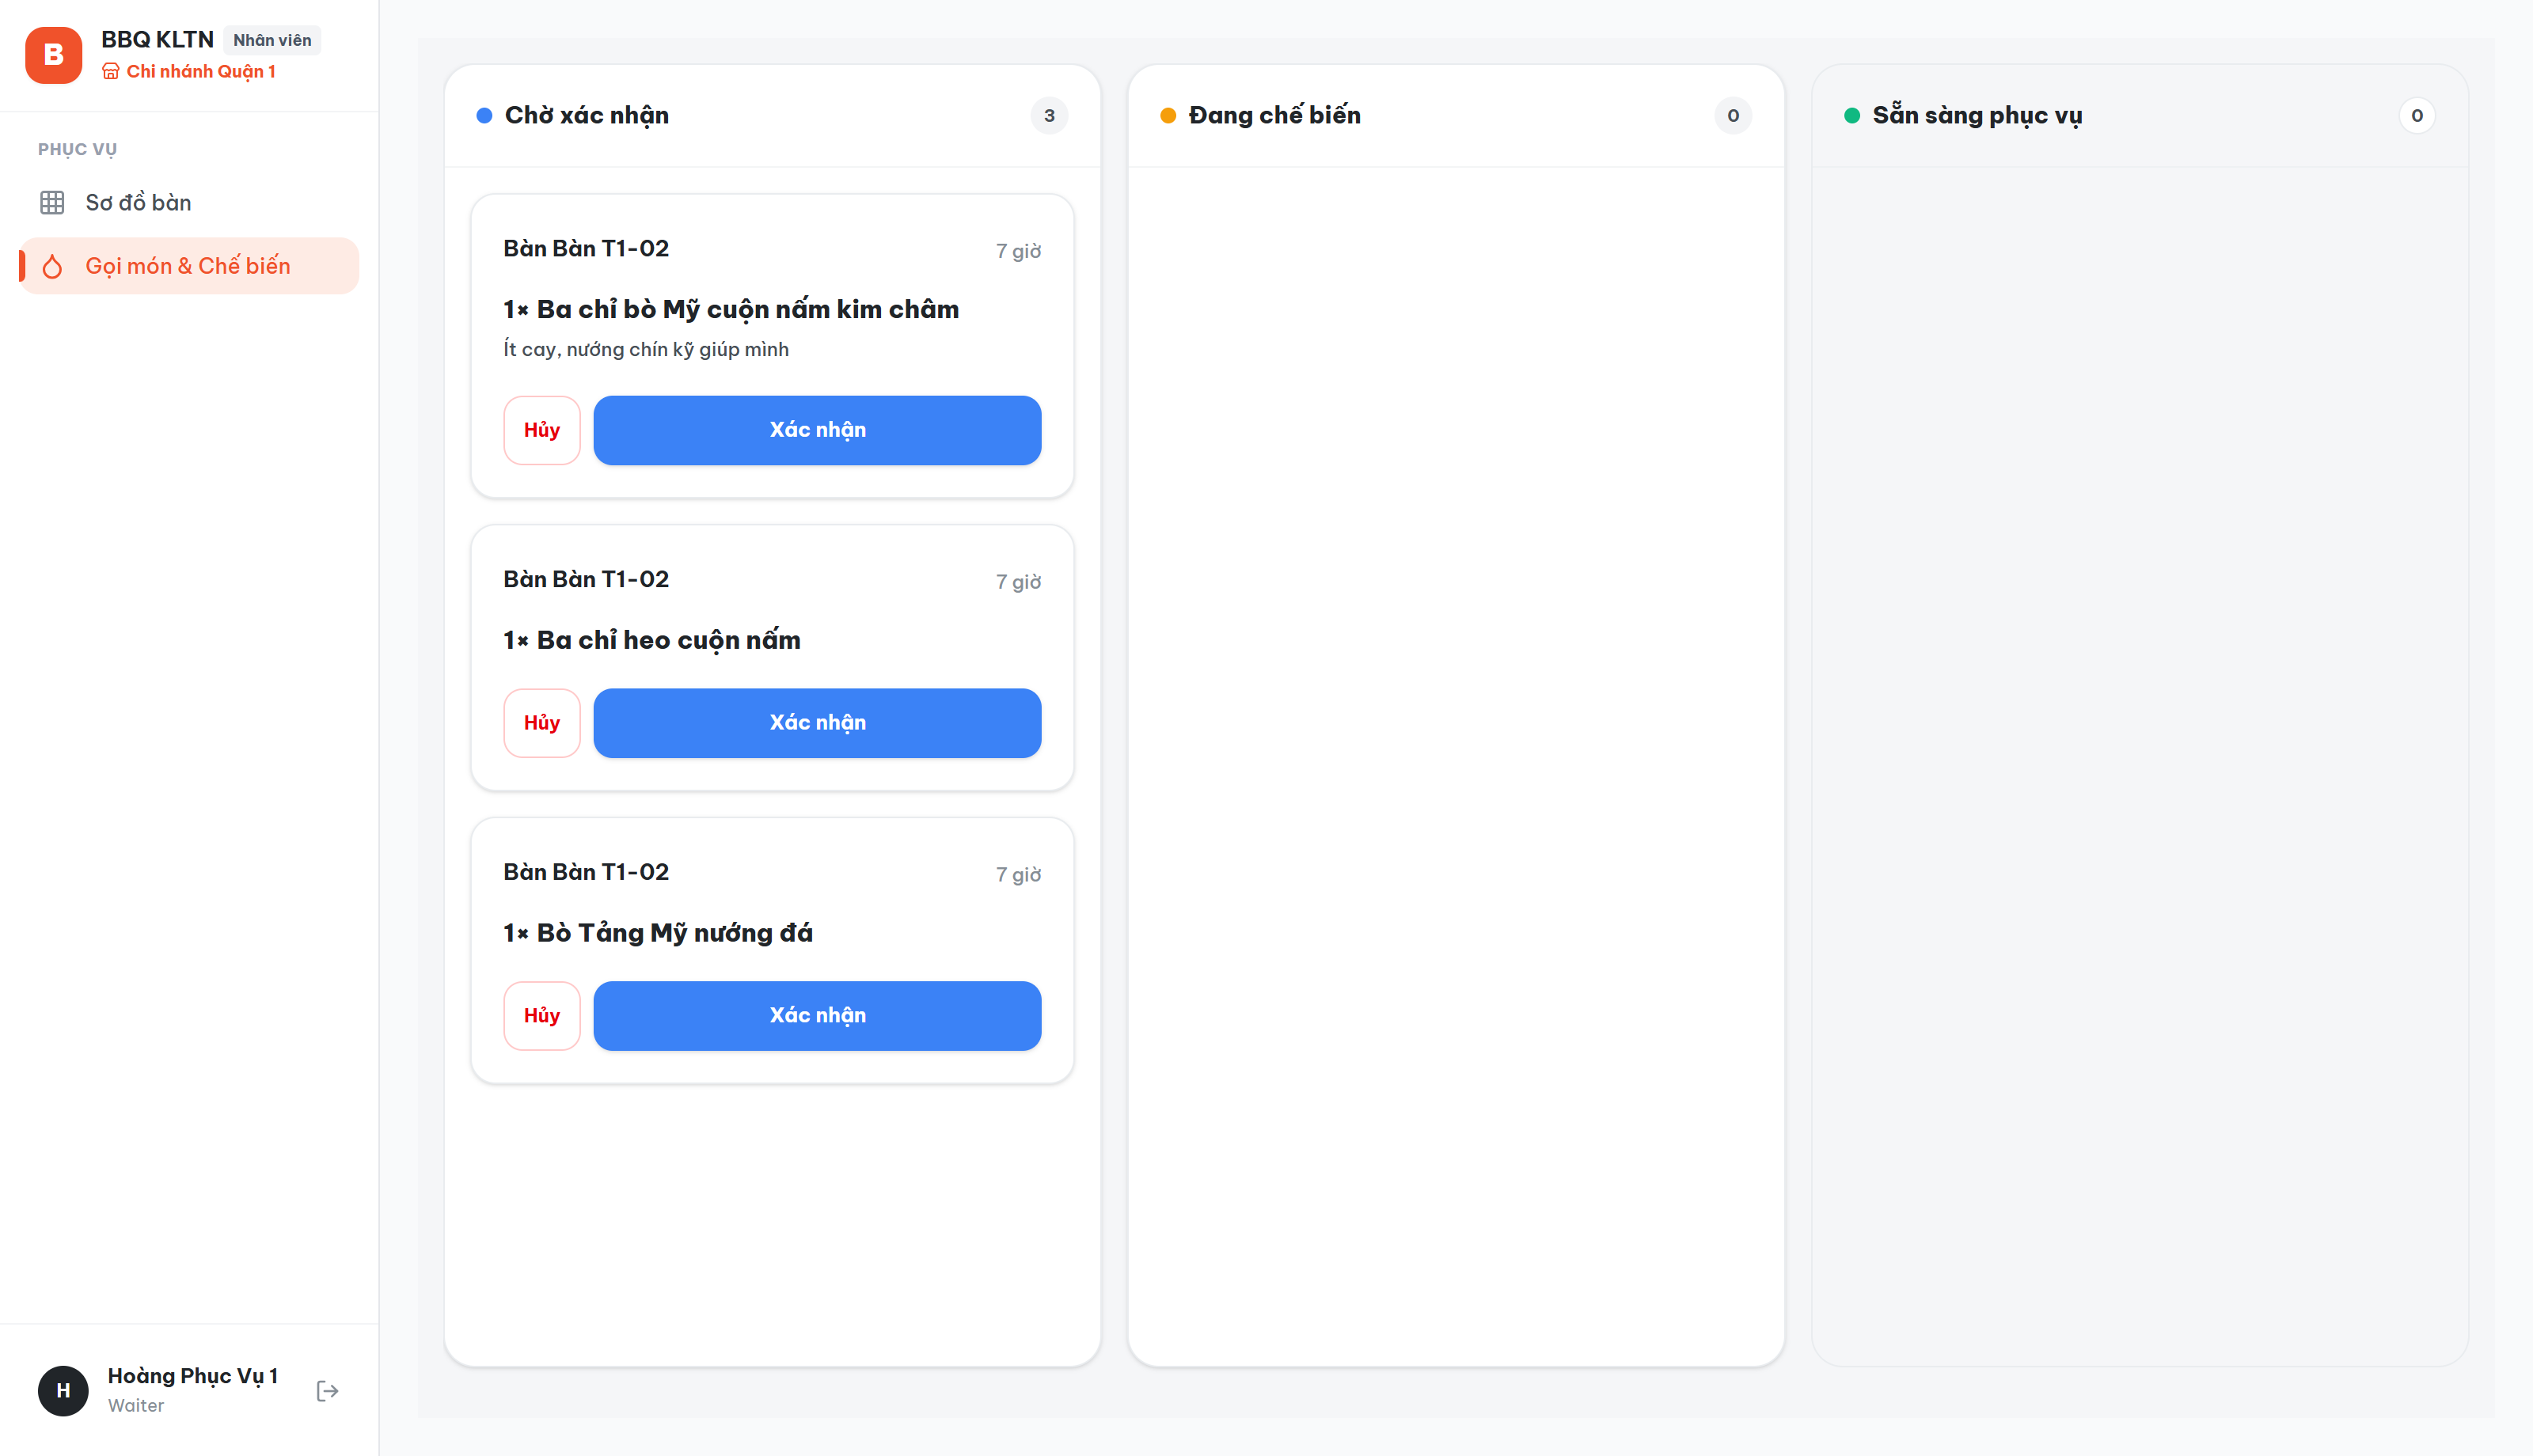 B
BBQ KLTN
Nhân viên
Chi nhánh Quận 1
PHỤC VỤ
Sơ đồ bàn
Gọi món & Chế biến
Chờ xác nhận
3
Bàn Bàn T1-02
7 giờ
1× Ba chỉ bò Mỹ cuộn nấm kim châm
Ít cay, nướng chín kỹ giúp mình
Hủy
Xác nhận
Bàn Bàn T1-02
7 giờ
1× Ba chỉ heo cuộn nấm
Hủy
Xác nhận
Bàn Bàn T1-02
7 giờ
1× Bò Tảng Mỹ nướng đá
Hủy
Xác nhận
Đang chế biến
0
Sẵn sàng phục vụ
0
H
Hoàng Phục Vụ 1
Waiter